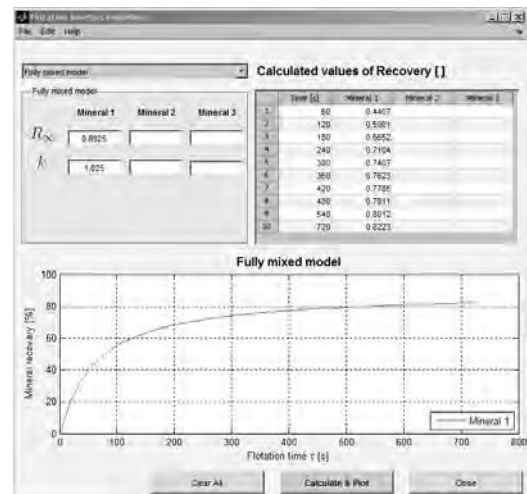 File Edit Help
Fully mixed model
Calculated values of Recovery [ ]
Fully mixed model
Mineral 1 Mineral 2 Mineral 3
R∞ 0.8925
k 1.025
Time [s] Mineral 1 Mineral 2 Mineral 3
1 60 0.4407
2 120 0.5981
3 180 0.6652
4 240 0.7104
5 300 0.7407
6 360 0.7623
7 420 0.7785
8 480 0.7911
9 540 0.8012
10 720 0.8223
Fully mixed model
Mineral recovery [%]
100
80
60
40
20
0
0 100 200 300 400 500 600 700 800
Mineral 1
Flotation time τ [s]
Clear All Calculate & Plot Close